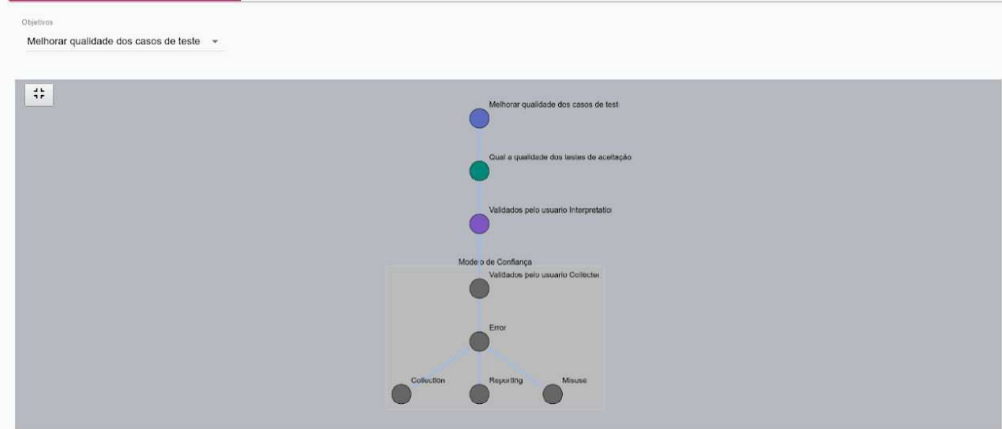 Objetivos
Melhorar qualidade dos casos de teste
Melhorar qualidade dos casos de test
Qual a qualidade dos testes de aceitação
Validados pelo usuario Interpretatio
Modelo de Confiança
Validados pelo usuario Collecte
Error
Collection
Reporting
Misuse